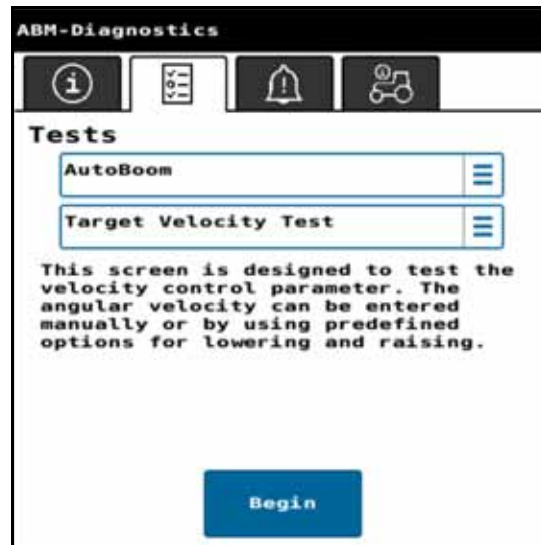 ABM-Diagnostics
Tests
AutoBoom
Target Velocity Test
This screen is designed to test the
velocity control parameter. The
angular velocity can be entered
manually or by using predefined
options for lowering and raising.
Begin